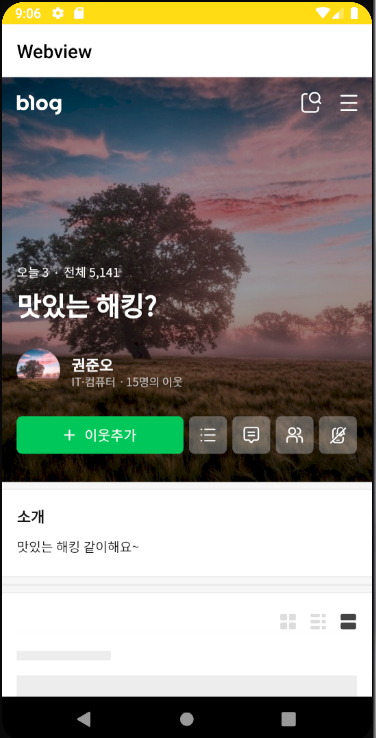 9:06
Webview
blog
오늘 3 · 전체 5,141
맛있는 해킹?
권준오
IT·컴퓨터 · 15명의 이웃
+ 이웃추가
소개
맛있는 해킹 같이해요~